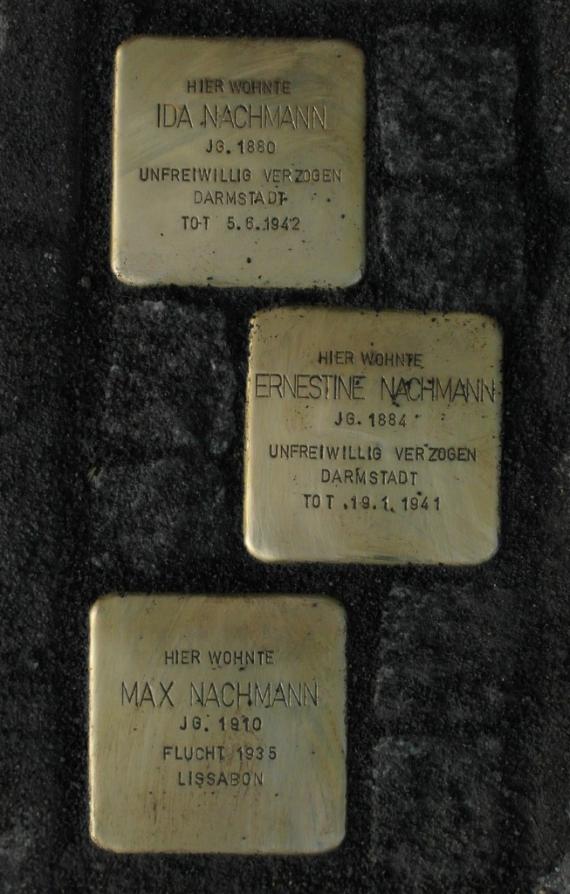 HIER WOHNTE
IDA NACHMANN
JG. 1880
UNFREIWILLIG VERZOGEN
DARMSTADT
TOT 5.6.1942
HIER WOHNTE
ERNESTINE NACHMANN
JG. 1884
UNFREIWILLIG VERZOGEN
DARMSTADT
TOT 19.1.1941
HIER WOHNTE
MAX NACHMANN
JG. 1910
FLUCHT 1935
LISSABON